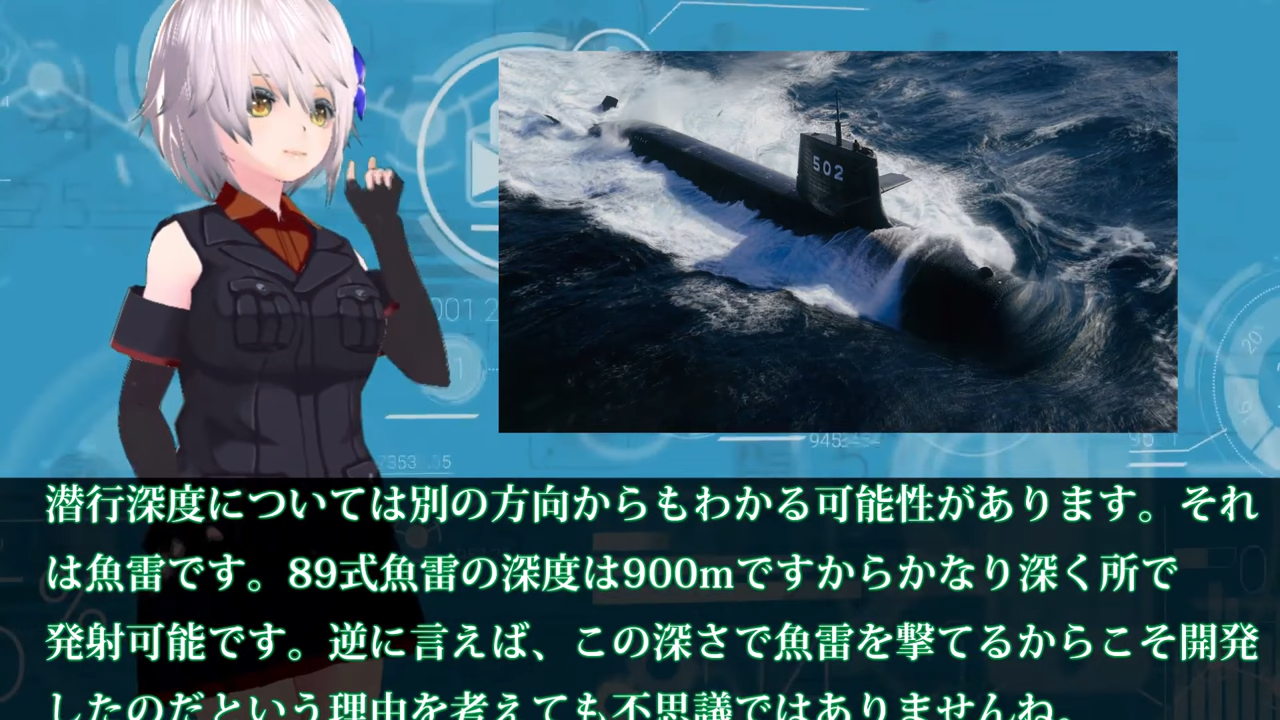 502
001 2
7353 .05
945
潜行深度については別の方向からもわかる可能性があります。それ
は魚雷です。89式魚雷の深度は900mですからかなり深く所で
発射可能です。逆に言えば、この深さで魚雷を撃てるからこそ開発
したのだという理由を考えても不思議ではありませんね。